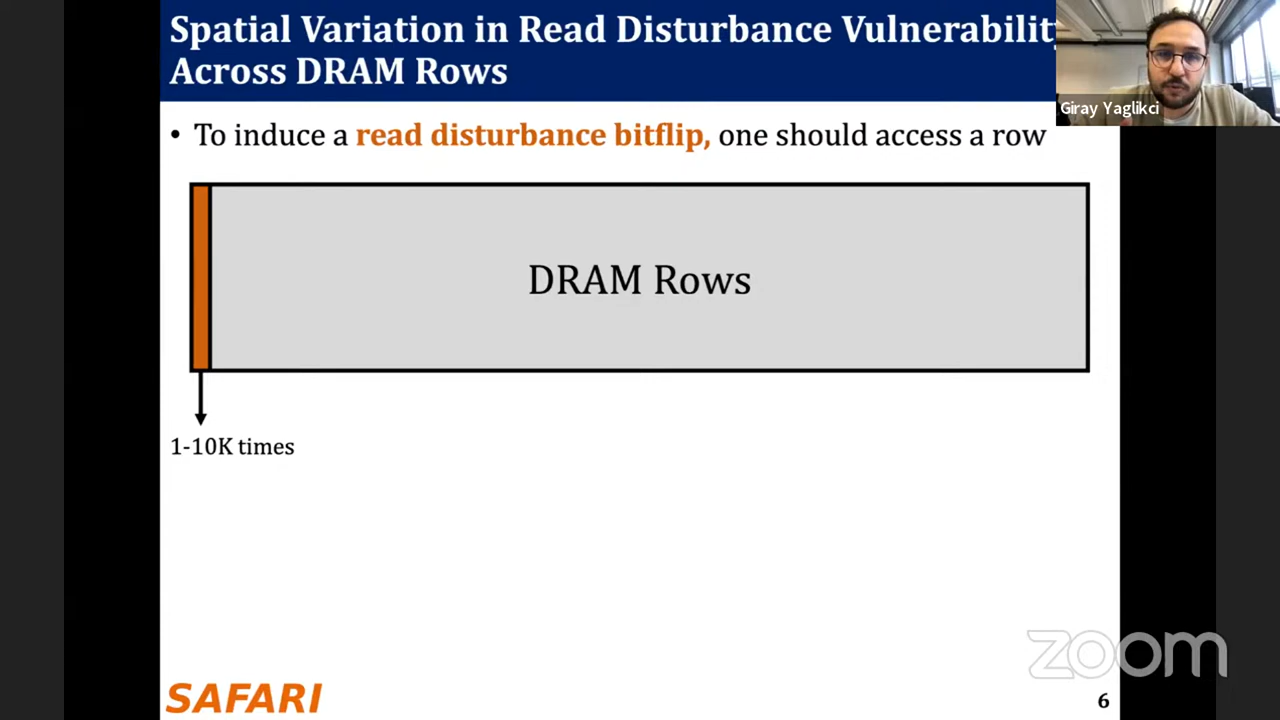 Spatial Variation in Read Disturbance Vulnerability
Across DRAM Rows
Giray Yaglikci
• To induce a read disturbance bitflip, one should access a row
DRAM Rows
1-10K times
zoom
SAFARI
6